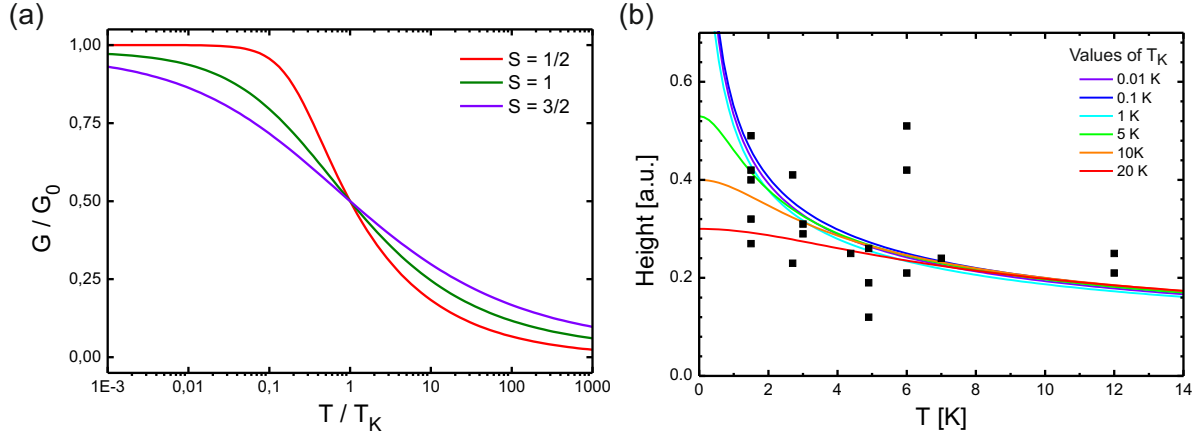 (a)
1,00
0,75
0,50
0,25
0,00
G / G0
S = 1/2
S = 1
S = 3/2
1E-3 0,01 0,1 1 10 100 1000
T / TK
(b)
0.6
0.4
0.2
0.0
Height [a.u.]
Values of TK
0.01 K
0.1 K
1 K
5 K
10K
20 K
0 2 4 6 8 10 12 14
T [K]